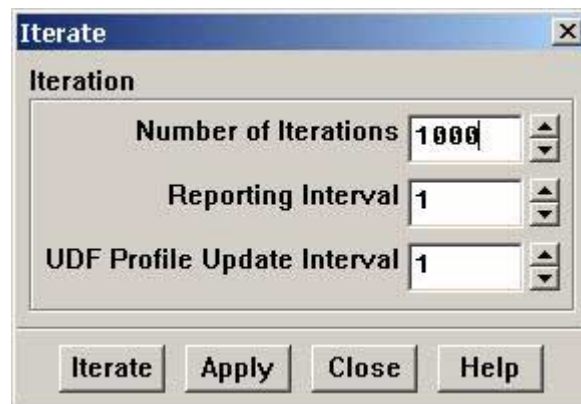 Iterate
Iteration
Number of Iterations 1000
Reporting Interval 1
UDF Profile Update Interval 1
Iterate Apply Close Help